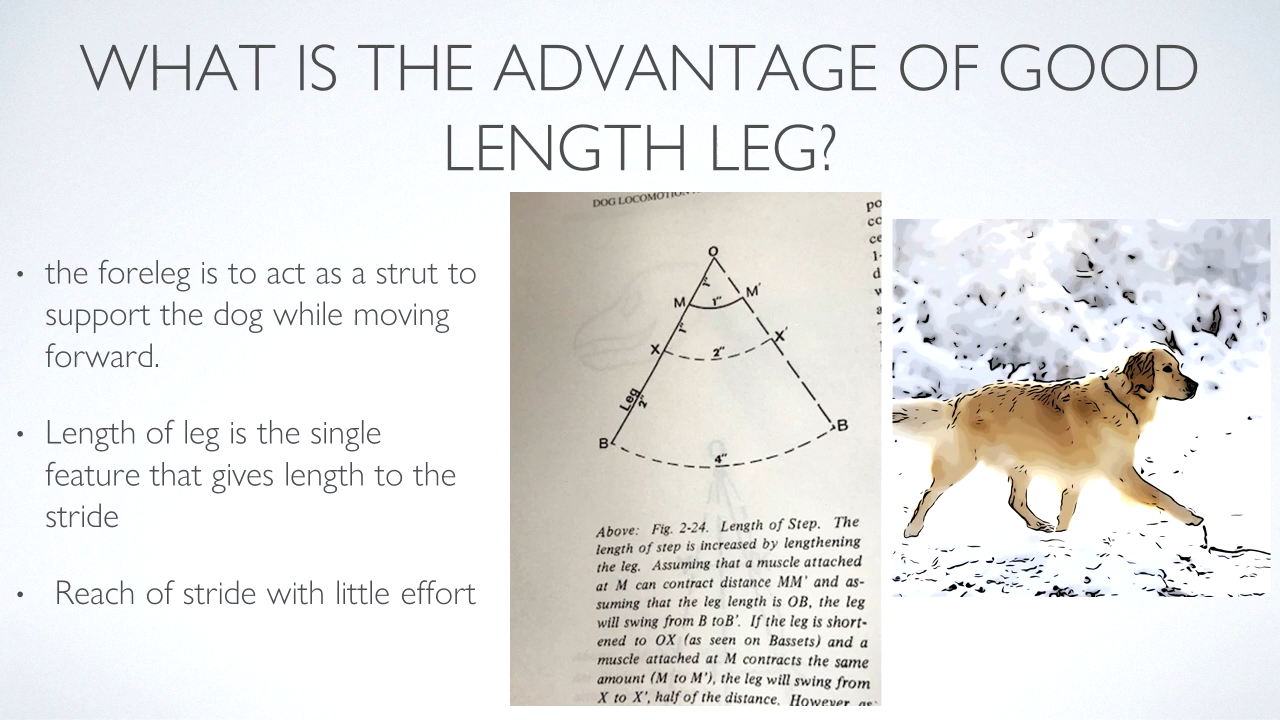 WHAT IS THE ADVANTAGE OF GOOD
LENGTH LEG?
• the foreleg is to act as a strut to
support the dog while moving
forward.
• Length of leg is the single
feature that gives length to the
stride
• Reach of stride with little effort
DOG LOCOMOTION
O
1"
M
1"
M'
1"
X
2"
X'
Leg
2"
B
4"
B
Above: Fig. 2-24. Length of Step. The
length of step is increased by lengthening
the leg. Assuming that a muscle attached
at M can contract distance MM' and as-
suming that the leg length is OB, the leg
will swing from B toB'. If the leg is short-
ened to OX (as seen on Bassets) and a
muscle attached at M contracts the same
amount (M to M'), the leg will swing from
X to X', half of the distance. However as
po
cc
ce
1-
d
w
a